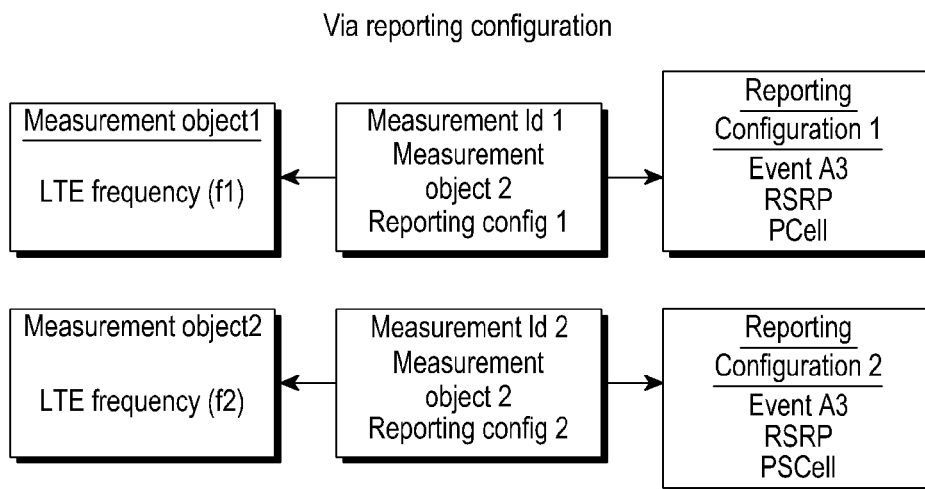 Via reporting configuration
Measurement object1
LTE frequency (f1)
Measurement Id 1
Measurement
object 2
Reporting config 1
Reporting
Configuration 1
Event A3
RSRP
PCell
Measurement object2
LTE frequency (f2)
Measurement Id 2
Measurement
object 2
Reporting config 2
Reporting
Configuration 2
Event A3
RSRP
PSCell